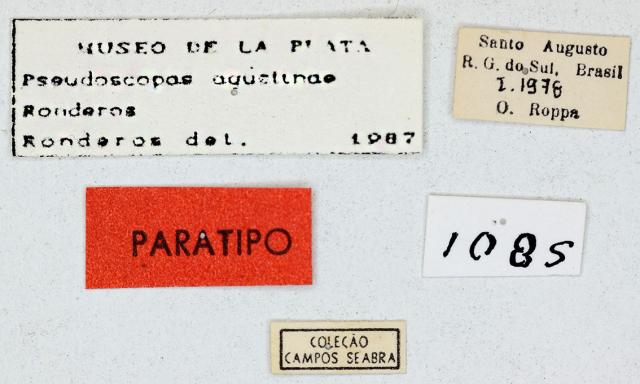 MUSEO DE LA PLATA
Pseudoscopas agustinae
Ronderos
Ronderos det. 1987
Santo Augusto
R. G. do Sul, Brasil
I.1978
O. Roppa
PARATIPO
1085
COLEÇÃO
CAMPOS SEABRA